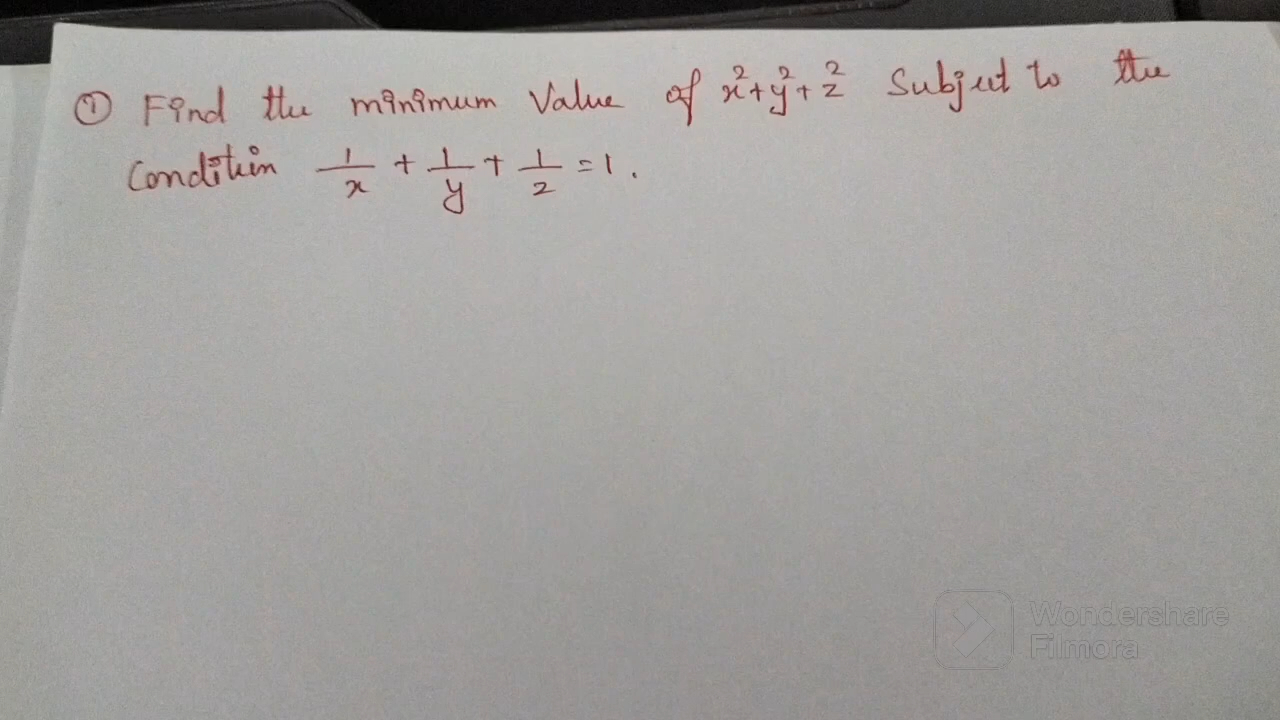 ① Find the minimum Value of x²+y²+z² Subject to the
Condition 1/x + 1/y + 1/z = 1.
Wondershare
Filmora